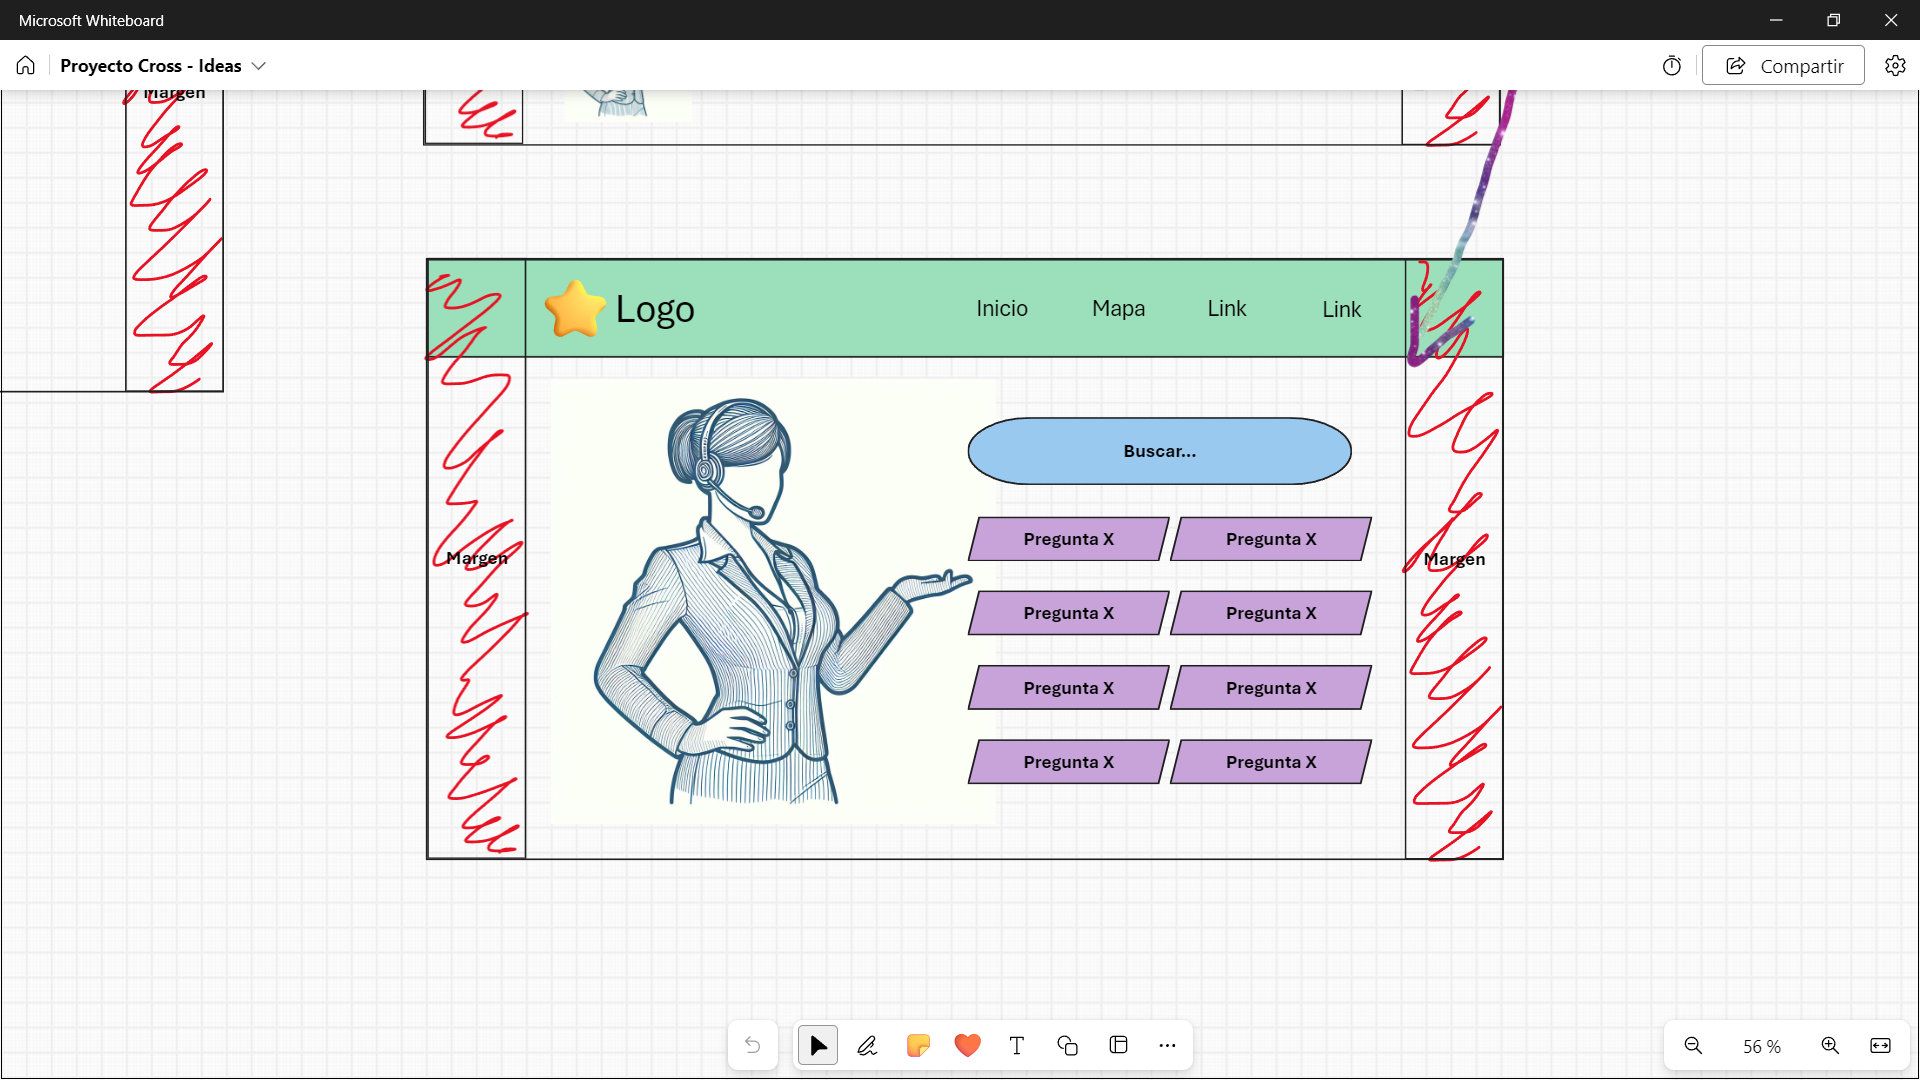 Microsoft Whiteboard
Proyecto Cross - Ideas
Compartir
Margen
Logo
Inicio Mapa Link Link
Buscar...
Pregunta X Pregunta X
Margen Margen
Pregunta X Pregunta X
Pregunta X Pregunta X
Pregunta X Pregunta X
56 %